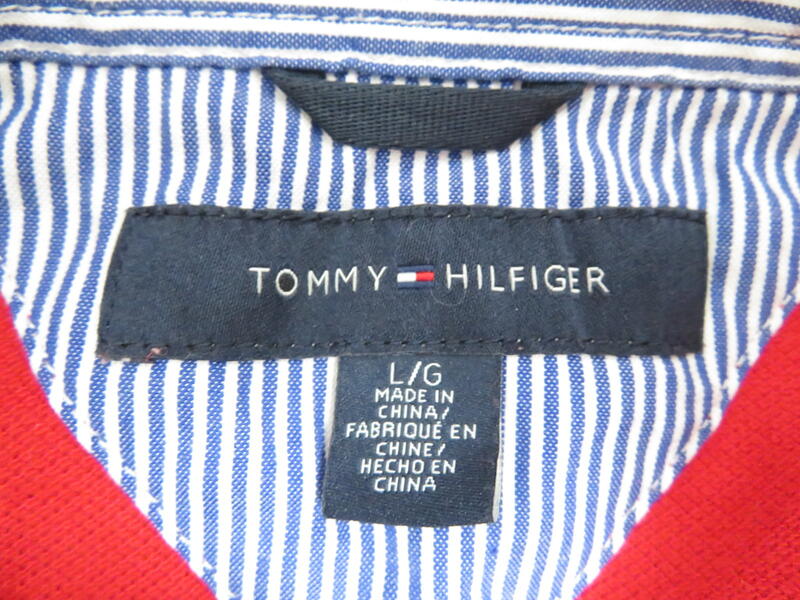 TOMMY HILFIGER
L/G
MADE IN
CHINA/
FABRIQUÉ EN
CHINE/
HECHO EN
CHINA